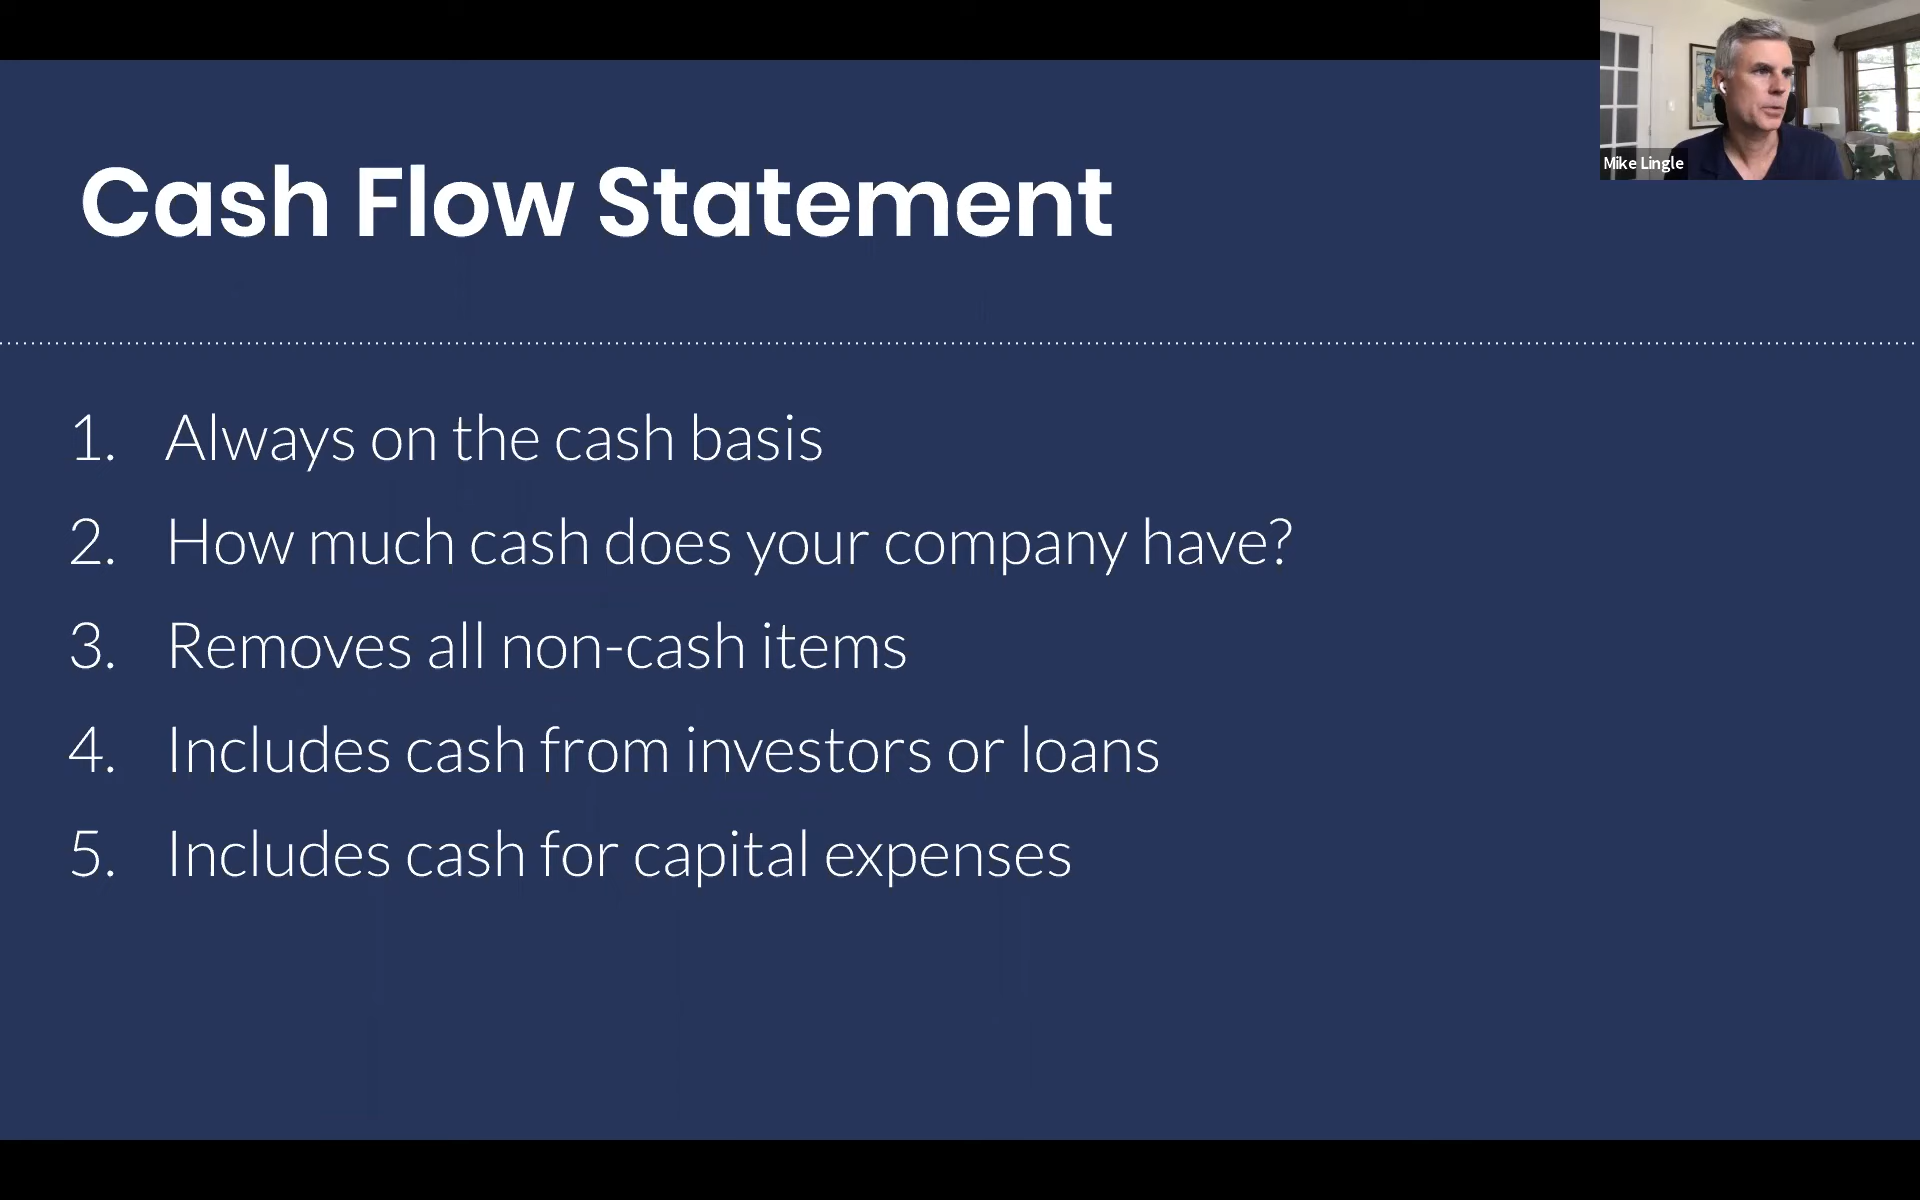 Cash Flow Statement
Mike Lingle
1. Always on the cash basis
2. How much cash does your company have?
3. Removes all non-cash items
4. Includes cash from investors or loans
5. Includes cash for capital expenses